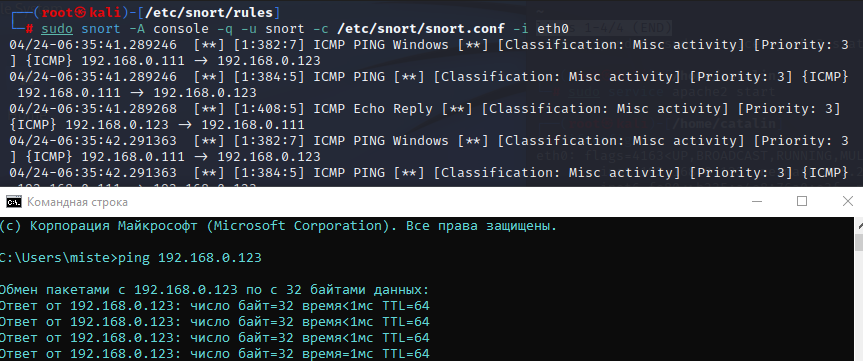 (root㉿kali)-[/etc/snort/rules]
# sudo snort -A console -q -u snort -c /etc/snort/snort.conf -i eth0
04/24-06:35:41.289246  [**] [1:382:7] ICMP PING Windows [**] [Classification: Misc activity] [Priority: 3
] {ICMP} 192.168.0.111 → 192.168.0.123
04/24-06:35:41.289246  [**] [1:384:5] ICMP PING [**] [Classification: Misc activity] [Priority: 3] {ICMP}
192.168.0.111 → 192.168.0.123
04/24-06:35:41.289268  [**] [1:408:5] ICMP Echo Reply [**] [Classification: Misc activity] [Priority: 3]
{ICMP} 192.168.0.123 → 192.168.0.111
04/24-06:35:42.291363  [**] [1:382:7] ICMP PING Windows [**] [Classification: Misc activity] [Priority: 3
] {ICMP} 192.168.0.111 → 192.168.0.123
04/24-06:35:42.291363  [**] [1:384:5] ICMP PING [**] [Classification: Misc activity] [Priority: 3] {ICMP}
192.168.0.111 → 192.168.0.123
Командная строка
(c) Корпорация Майкрософт (Microsoft Corporation). Все права защищены.
C:\Users\miste>ping 192.168.0.123
Обмен пакетами с 192.168.0.123 по с 32 байтами данных:
Ответ от 192.168.0.123: число байт=32 время<1мс TTL=64
Ответ от 192.168.0.123: число байт=32 время<1мс TTL=64
Ответ от 192.168.0.123: число байт=32 время<1мс TTL=64
Ответ от 192.168.0.123: число байт=32 время=1мс TTL=64